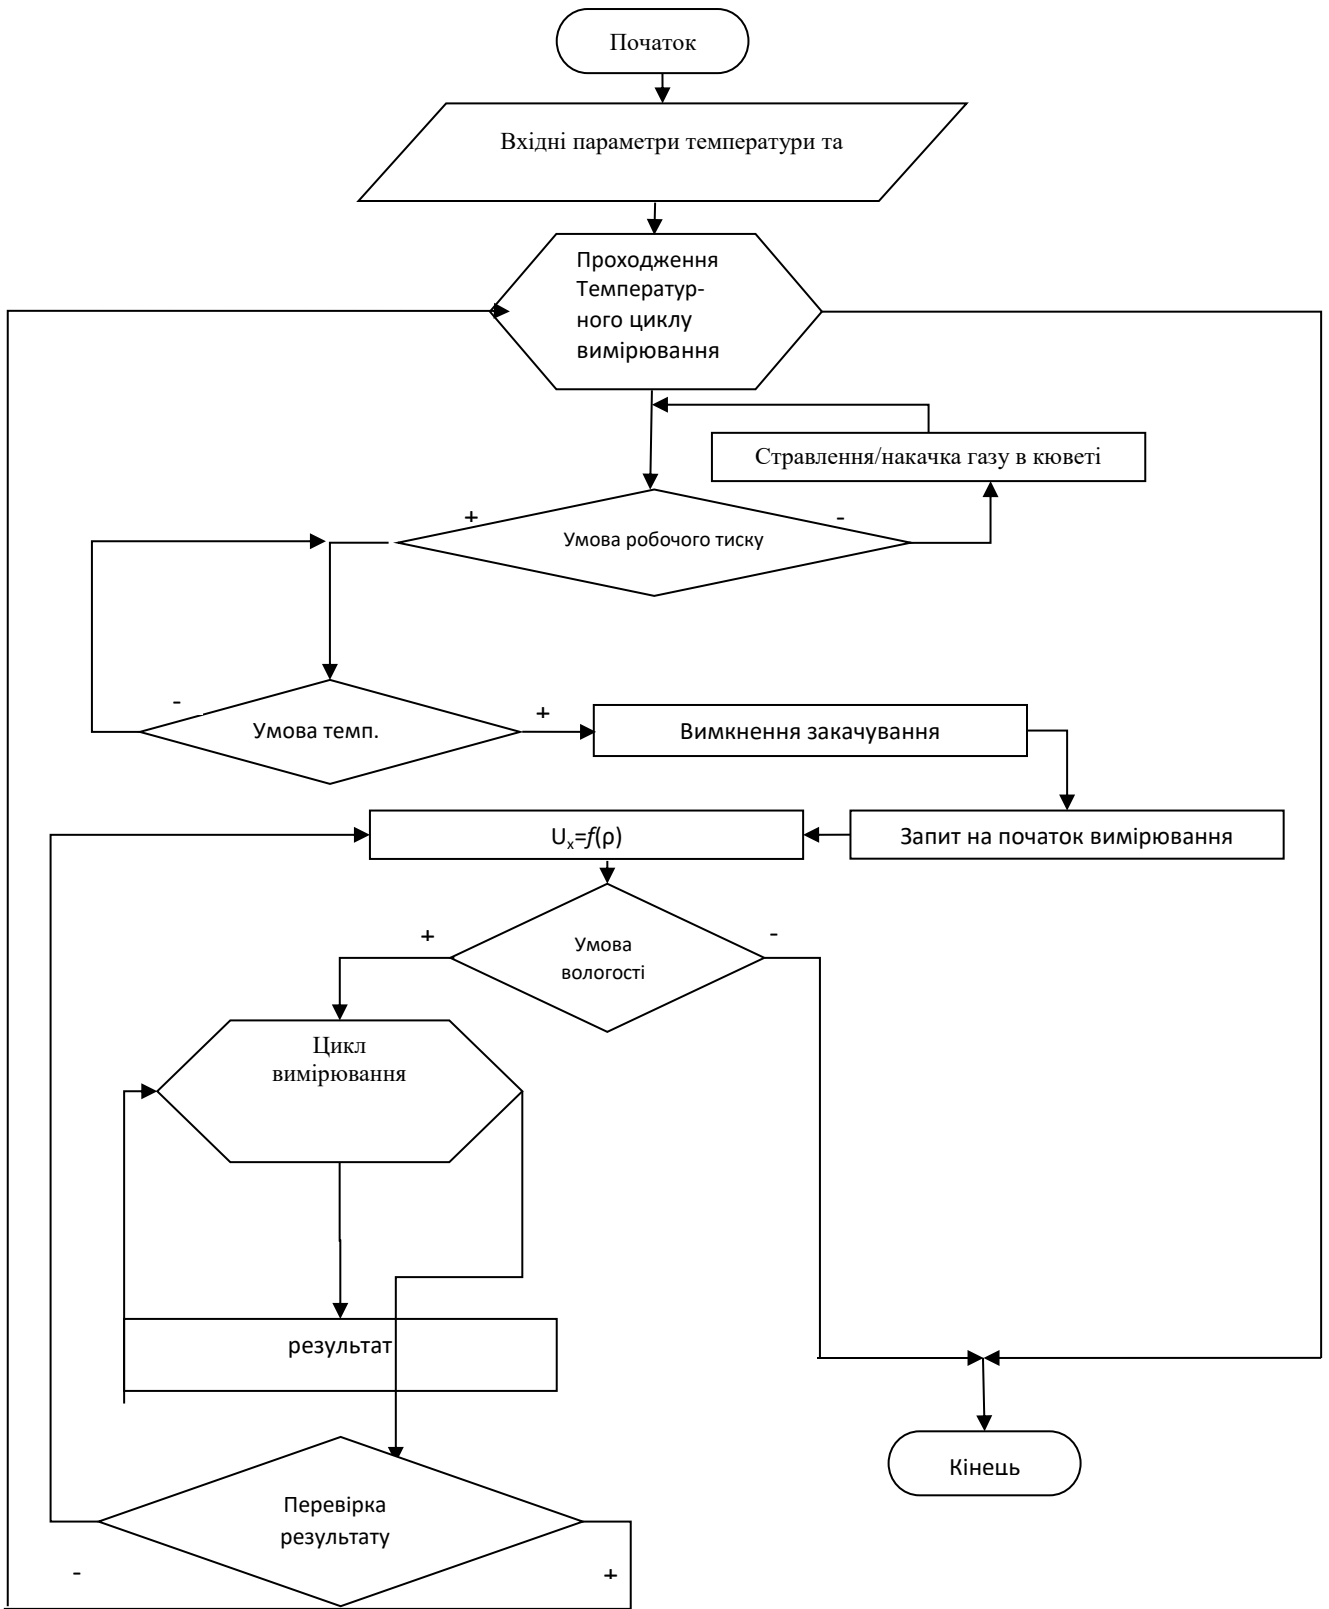 Початок
Вхідні параметри температури та
Проходження
Температур-
ного циклу
вимірювання
Стравлення/накачка газу в кюветі
+
-
Умова робочого тиску
-
+
Умова темп.
Вимкнення закачування
Uₓ=f(ρ)
Запит на початок вимірювання
+
-
Умова
вологості
Цикл
вимірювання
результат
Кінець
Перевірка
результату
-
+